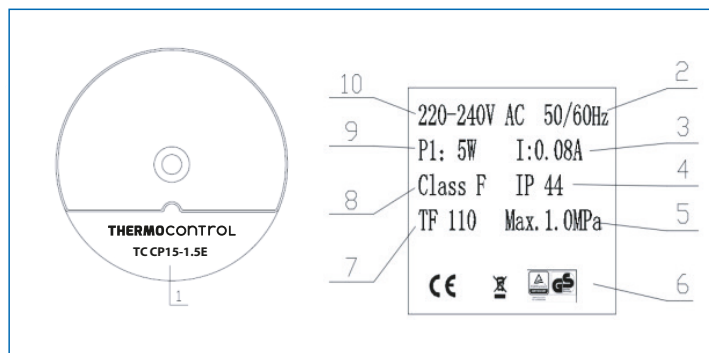 THERMOCONTROL
TC CP15-1.5E
1
10
9
8
7
220-240V AC 50/60Hz
P1: 5W I:0.08A
Class F IP 44
TF 110 Max.1.0MPa
CE GS
2
3
4
5
6